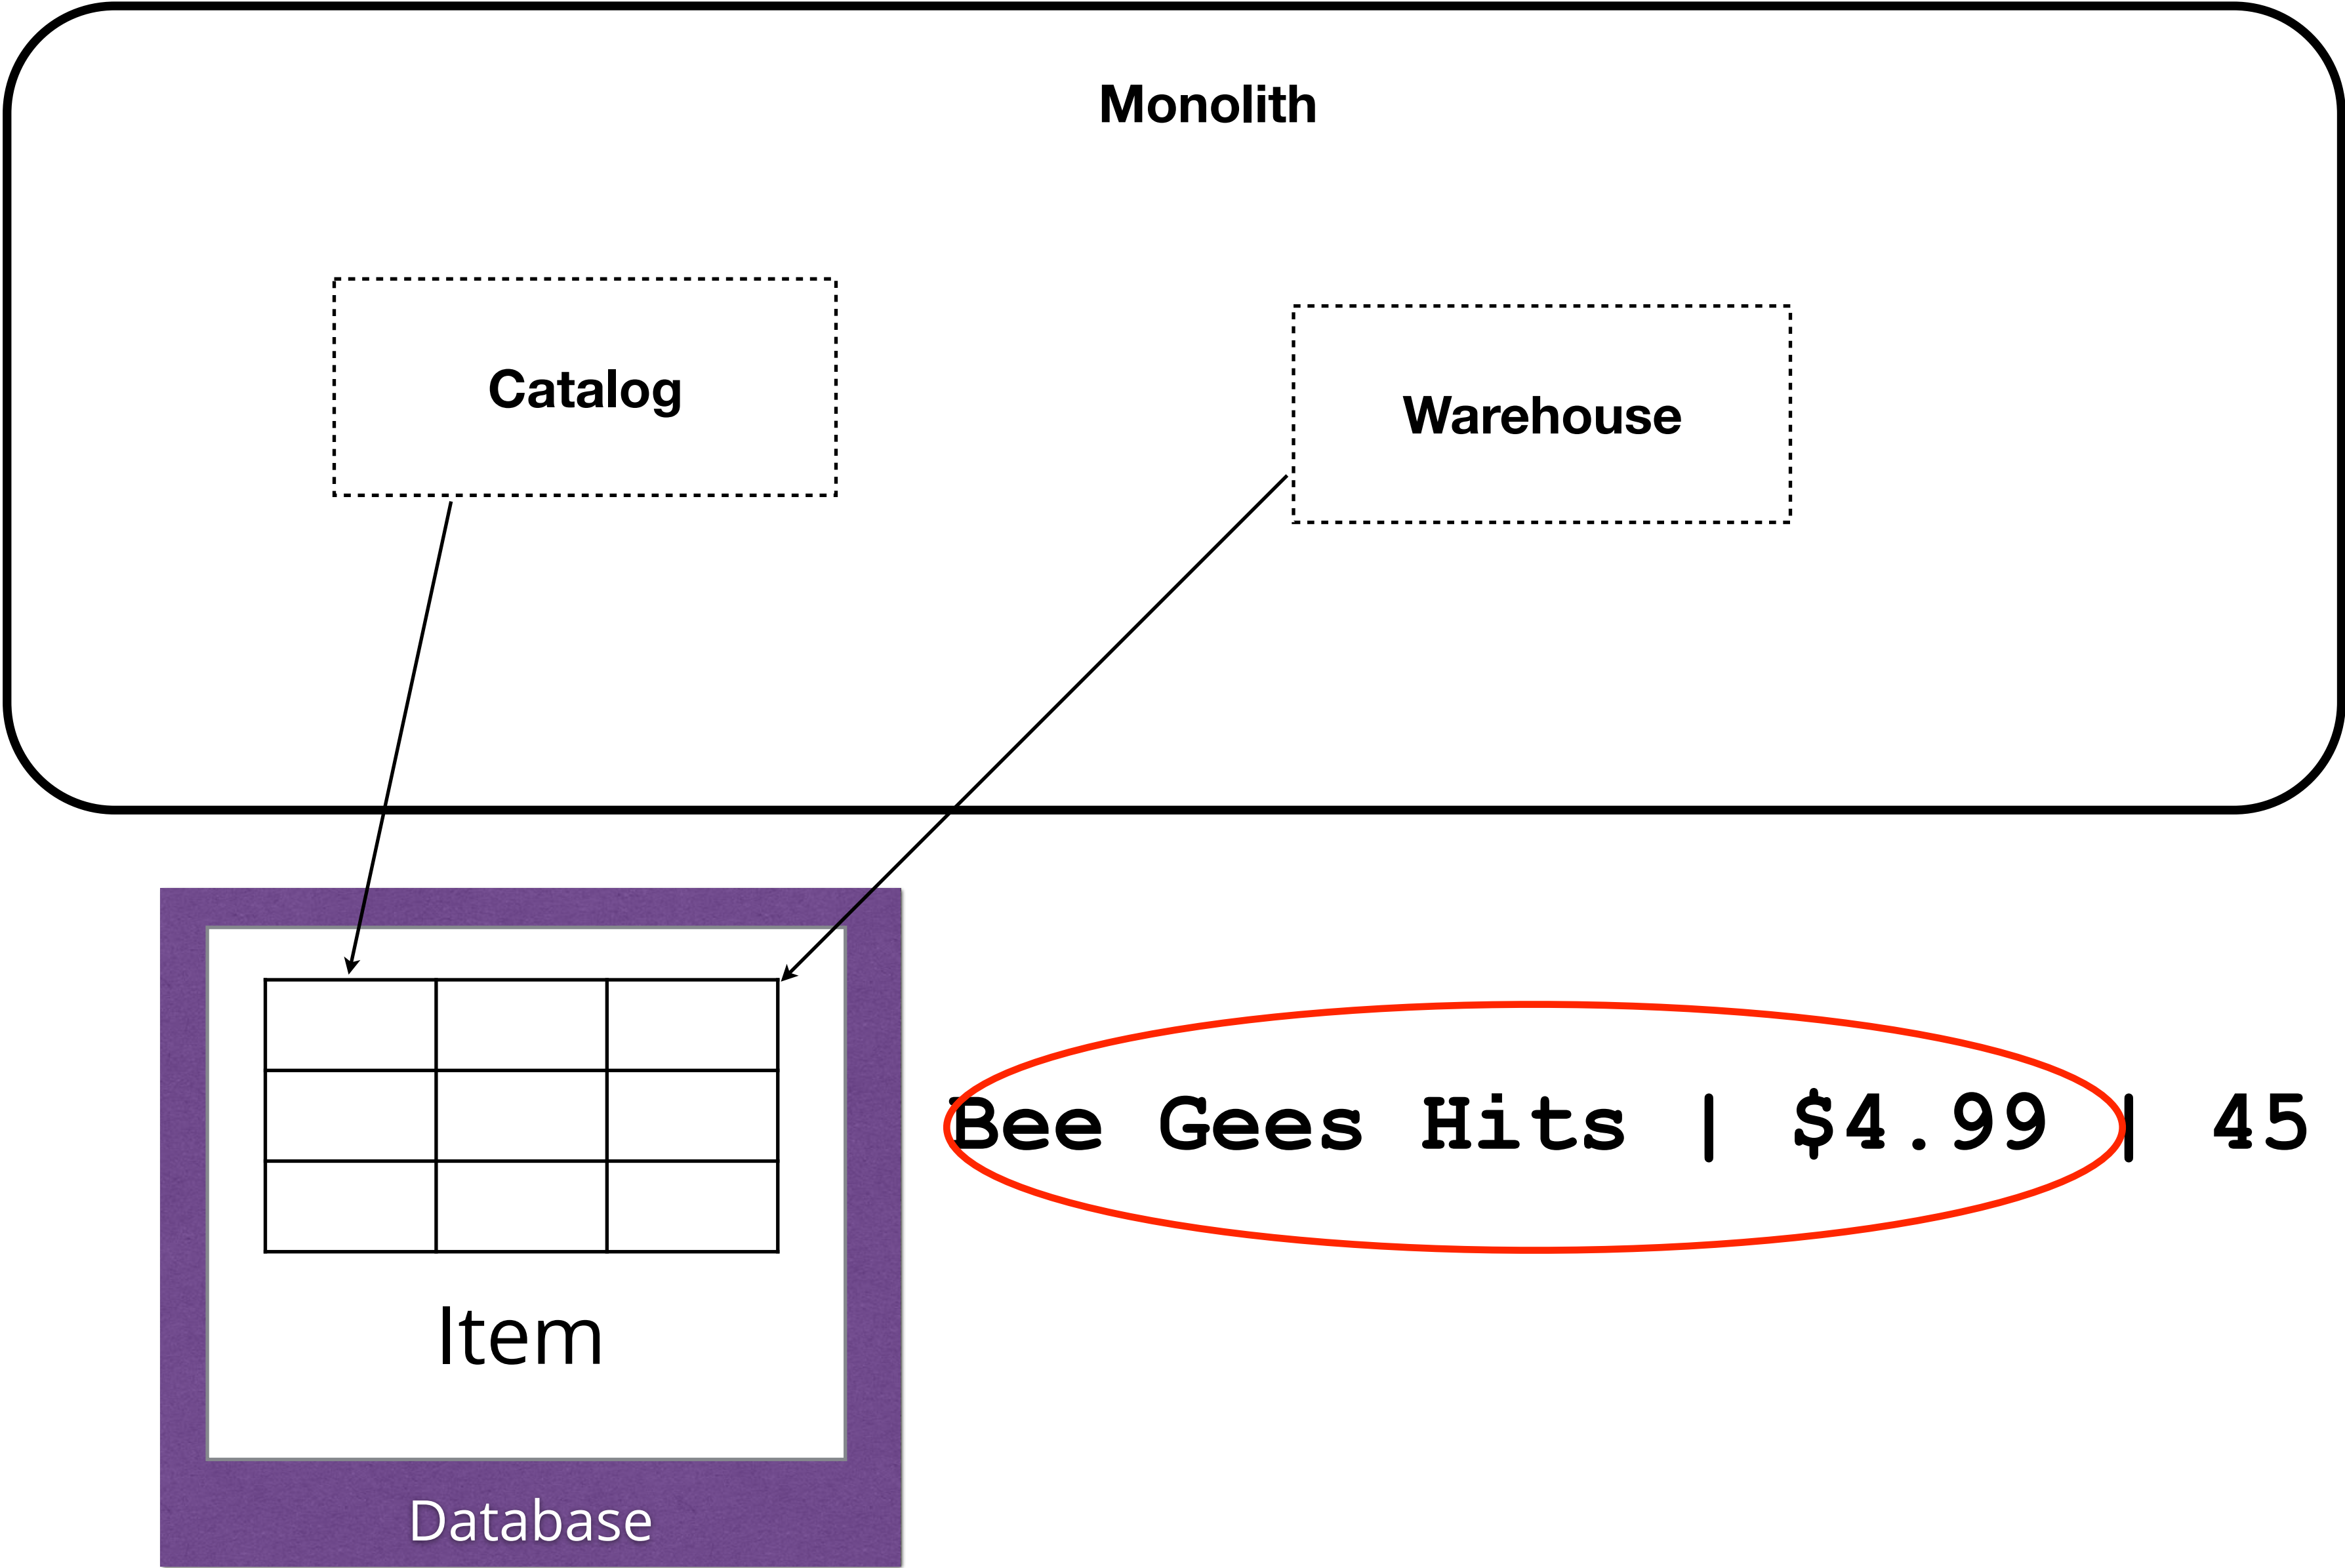 Monolith
Catalog
Warehouse
Bee Gees Hits | $4.99 | 45
Item
Database